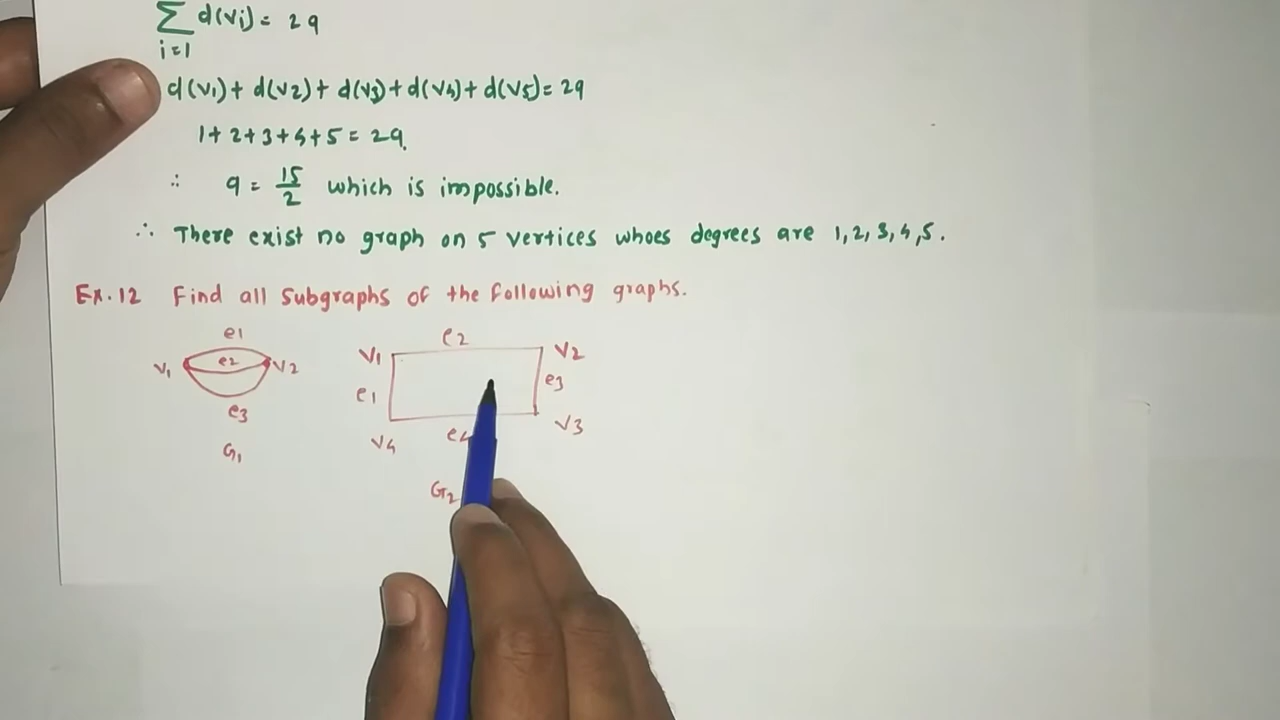 ∑ d(vi) = 2q
i=1
d(v1) + d(v2) + d(v3) + d(v4) + d(v5) = 2q
1+2+3+4+5 = 2q.
∴ q = 15/2 which is impossible.
∴ There exist no graph on 5 vertices whoes degrees are 1,2,3,4,5.
Ex.12 Find all Subgraphs of the following graphs.
e1 e2
v1 e2 v2 v1 v2
e1 e3
e3 v4 e4 v3
G1 G2